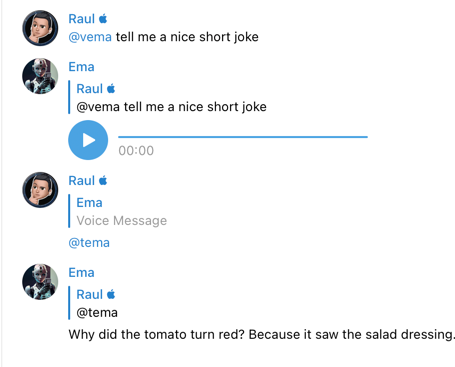 Raul
@vema tell me a nice short joke
Ema
Raul
@vema tell me a nice short joke
00:00
Raul
Ema
Voice Message
@tema
Ema
Raul
@tema
Why did the tomato turn red? Because it saw the salad dressing.